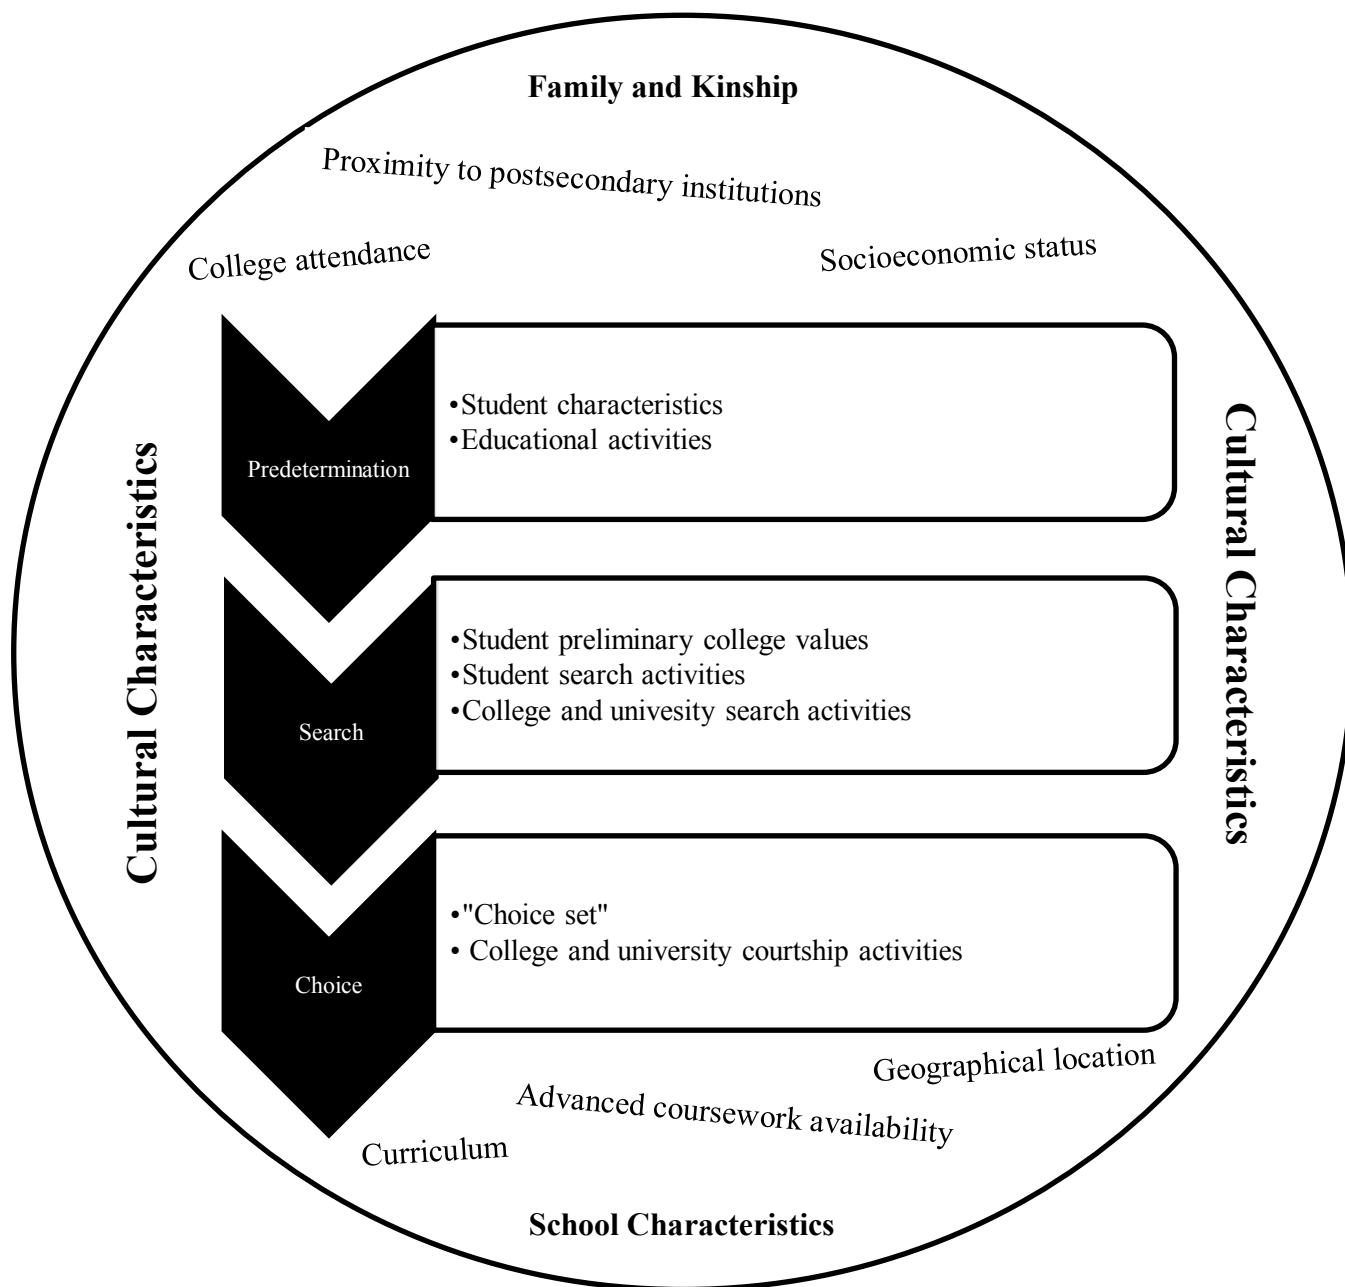 Family and Kinship
Proximity to postsecondary institutions
College attendance
Socioeconomic status
Cultural Characteristics
Predetermination
•Student characteristics
•Educational activities
Cultural Characteristics
Search
•Student preliminary college values
•Student search activities
•College and univesity search activities
Choice
•"Choice set"
• College and university courtship activities
Geographical location
Advanced coursework availability
Curriculum
School Characteristics